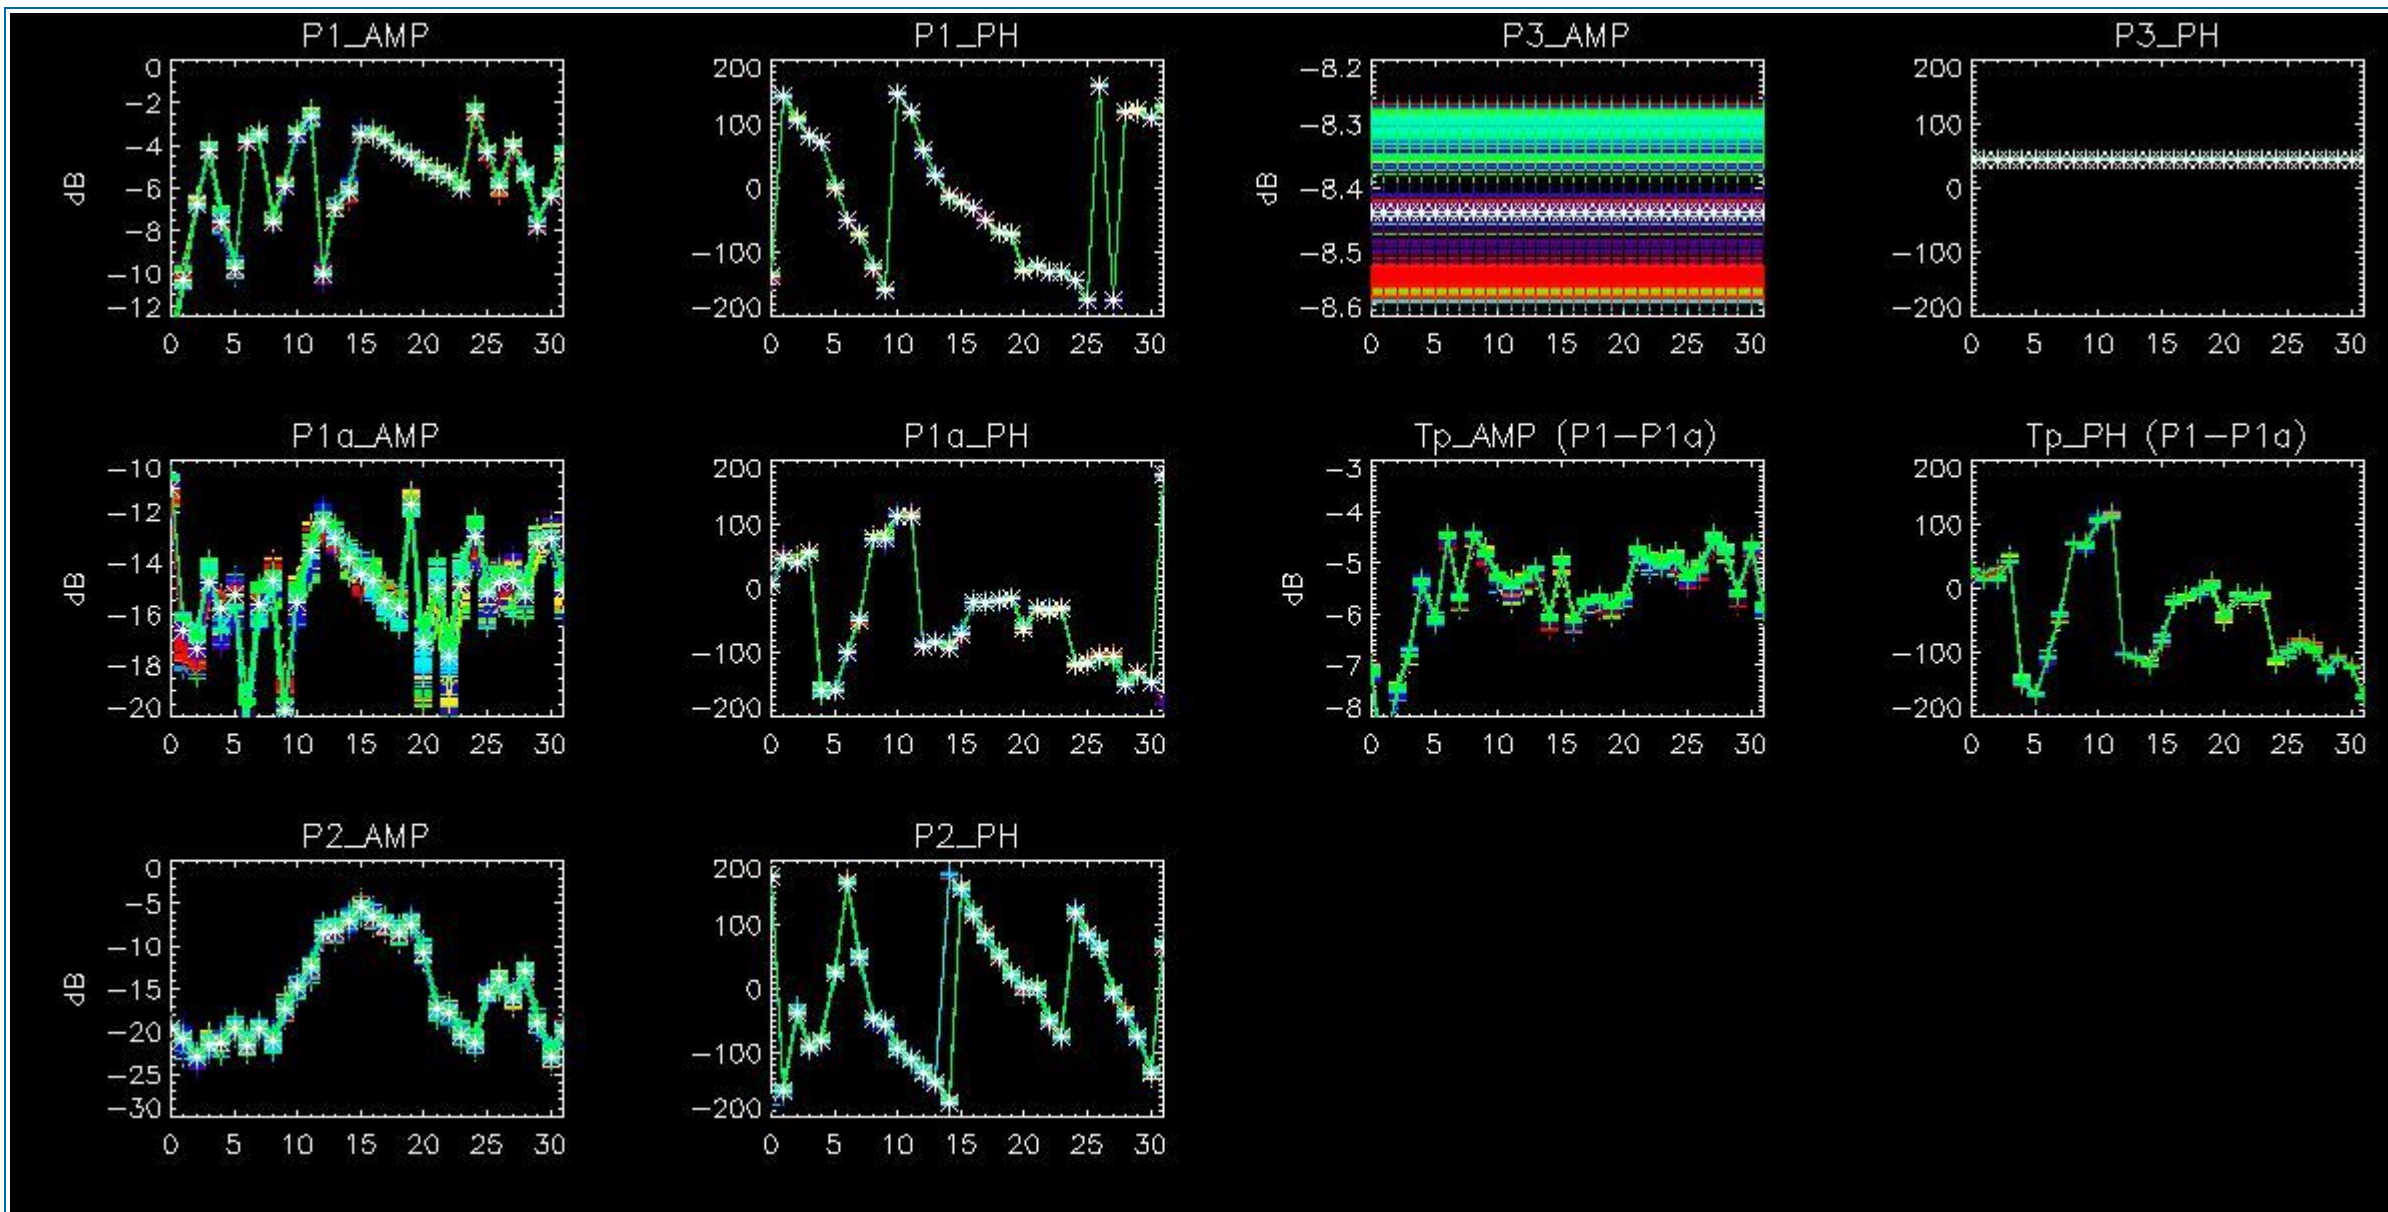 P1_AMP
P1_PH
P3_AMP
P3_PH
0
−2
−4
−6
−8
−10
−12
dB
0 5 10 15 20 25 30
200
100
0
−100
−200
0 5 10 15 20 25 30
−8.2
−8.3
−8.4
−8.5
−8.6
dB
0 5 10 15 20 25 30
200
100
0
−100
−200
0 5 10 15 20 25 30
P1a_AMP
P1a_PH
Tp_AMP (P1−P1a)
Tp_PH (P1−P1a)
−10
−12
−14
−16
−18
−20
dB
0 5 10 15 20 25 30
200
100
0
−100
−200
0 5 10 15 20 25 30
−3
−4
−5
−6
−7
−8
dB
0 5 10 15 20 25 30
200
100
0
−100
−200
0 5 10 15 20 25 30
P2_AMP
P2_PH
0
−5
−10
−15
−20
−25
−30
dB
0 5 10 15 20 25 30
200
100
0
−100
−200
0 5 10 15 20 25 30